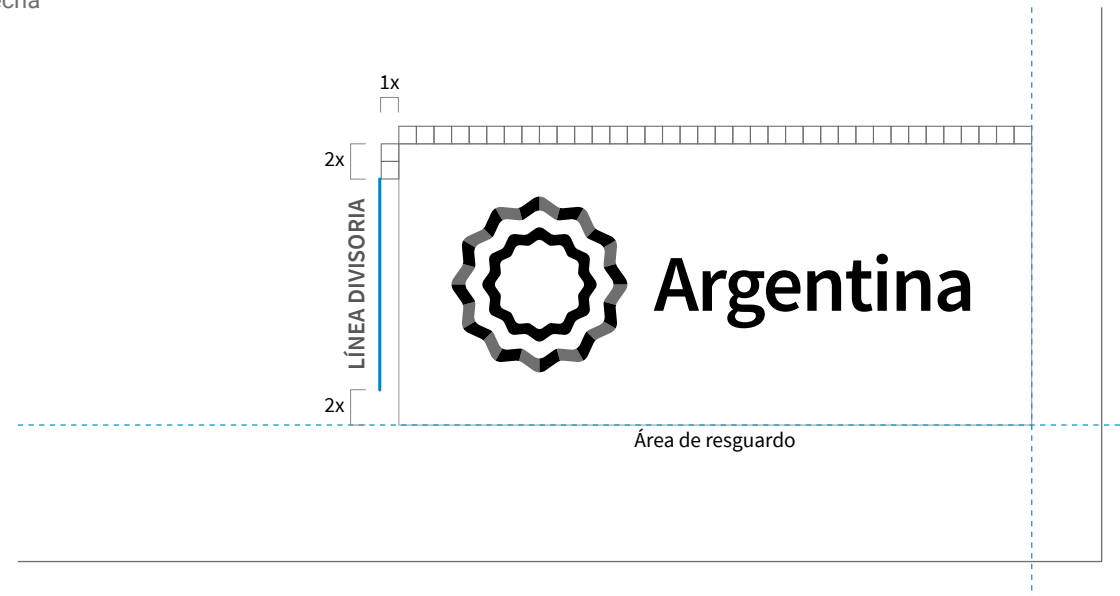 1x
2x
LÍNEA DIVISORIA
Argentina
2x
Área de resguardo